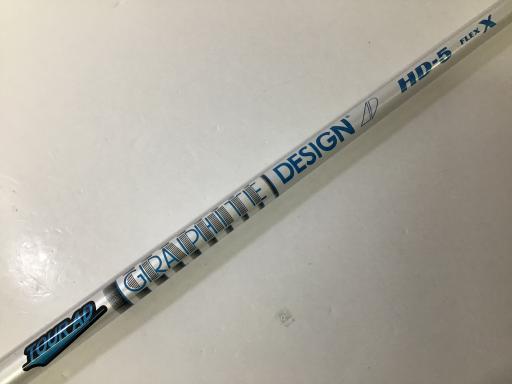 TOUR AD GRAPHITE DESIGN HD-5 FLEX X